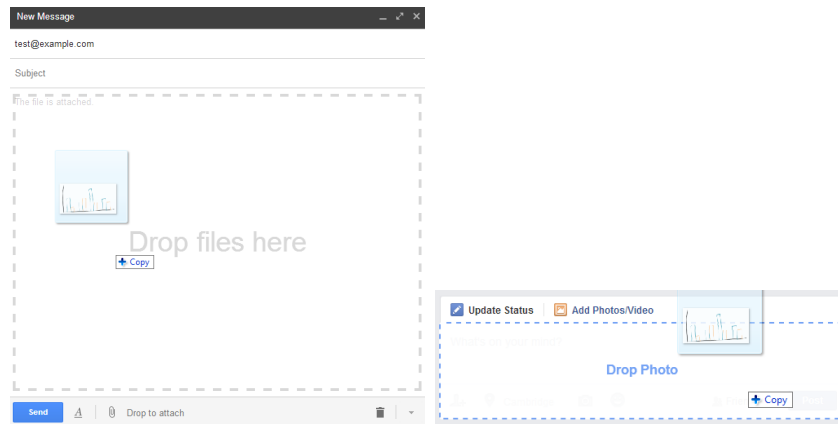 New Message
test@example.com
Subject
The file is attached.
Drop files here
Copy
Send A Drop to attach
Update Status Add Photos/Video
Drop Photo
Copy